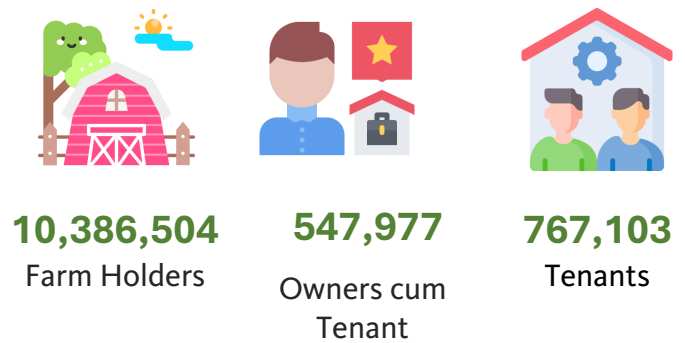 10,386,504
Farm Holders
547,977
Owners cum
Tenant
767,103
Tenants